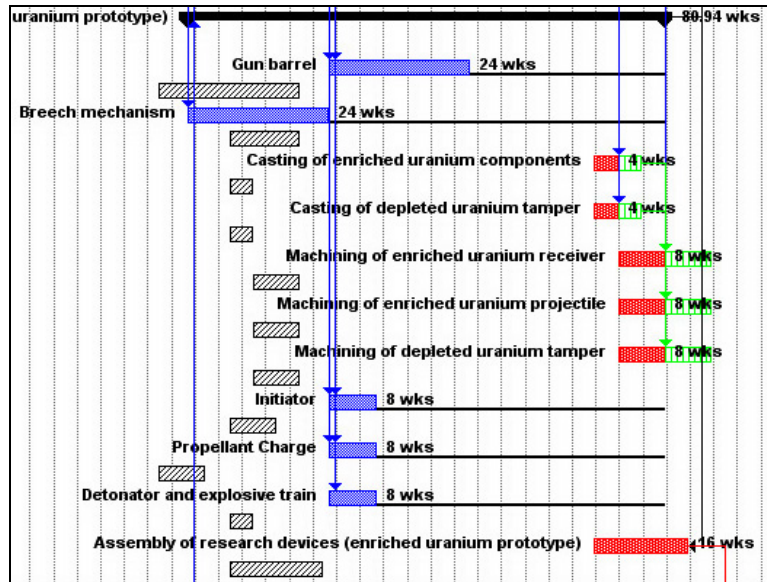 uranium prototype) 80.94 wks
Gun barrel 24 wks
Breech mechanism 24 wks
Casting of enriched uranium components 4 wks
Casting of depleted uranium tamper 4 wks
Machining of enriched uranium receiver 8 wks
Machining of enriched uranium projectile 8 wks
Machining of depleted uranium tamper 8 wks
Initiator 8 wks
Propellant Charge 8 wks
Detonator and explosive train 8 wks
Assembly of research devices (enriched uranium prototype) 16 wks